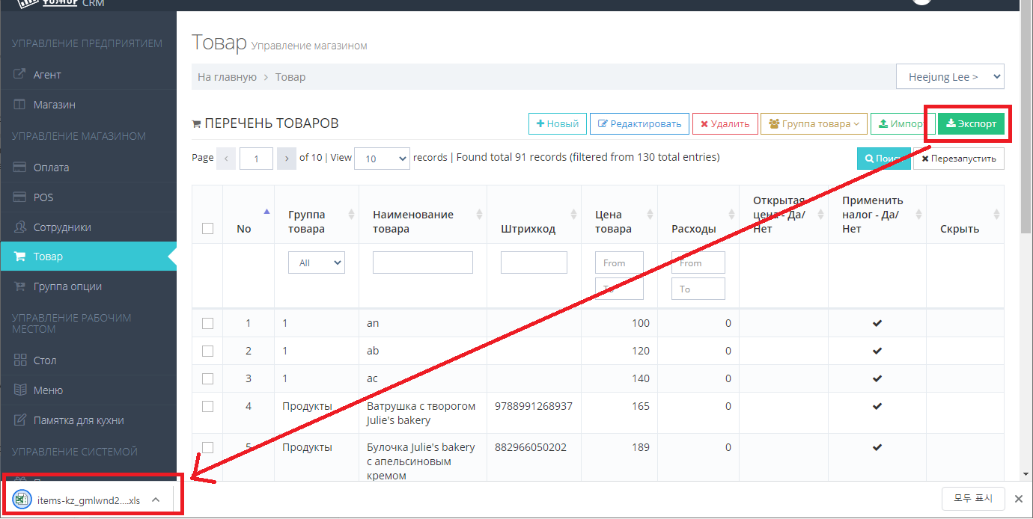 CRM
УПРАВЛЕНИЕ ПРЕДПРИЯТИЕМ
Агент
Магазин
УПРАВЛЕНИЕ МАГАЗИНОМ
Оплата
POS
Сотрудники
Товар
Группа опции
УПРАВЛЕНИЕ РАБОЧИМ
МЕСТОМ
Стол
Меню
Памятка для кухни
УПРАВЛЕНИЕ СИСТЕМОЙ
Товар Управление магазином
На главную > Товар
Heejung Lee >
ПЕРЕЧЕНЬ ТОВАРОВ
Новый
Редактировать
Удалить
Группа товара
Импорт
Экспорт
Page 1 of 10 | View 10 records | Found total 91 records (filtered from 130 total entries)
Поиск
Перезапустить
No
Группа
товара
Наименование
товара
Штрихкод
Цена
товара
Расходы
Открытая
цена - Да/
Нет
Применить
налог - Да/
Нет
Скрыть
All
From
To
From
To
1 1 an 100 0
2 1 ab 120 0
3 1 ac 140 0
4 Продукты Ватрушка с творогом 9788991268937 165 0
Julie's bakery
5 Продукты Булочка Julie's bakery 882966050202 189 0
с апельсиновым
кремом
items-kz_gmlwnd2....xls
모두 표시